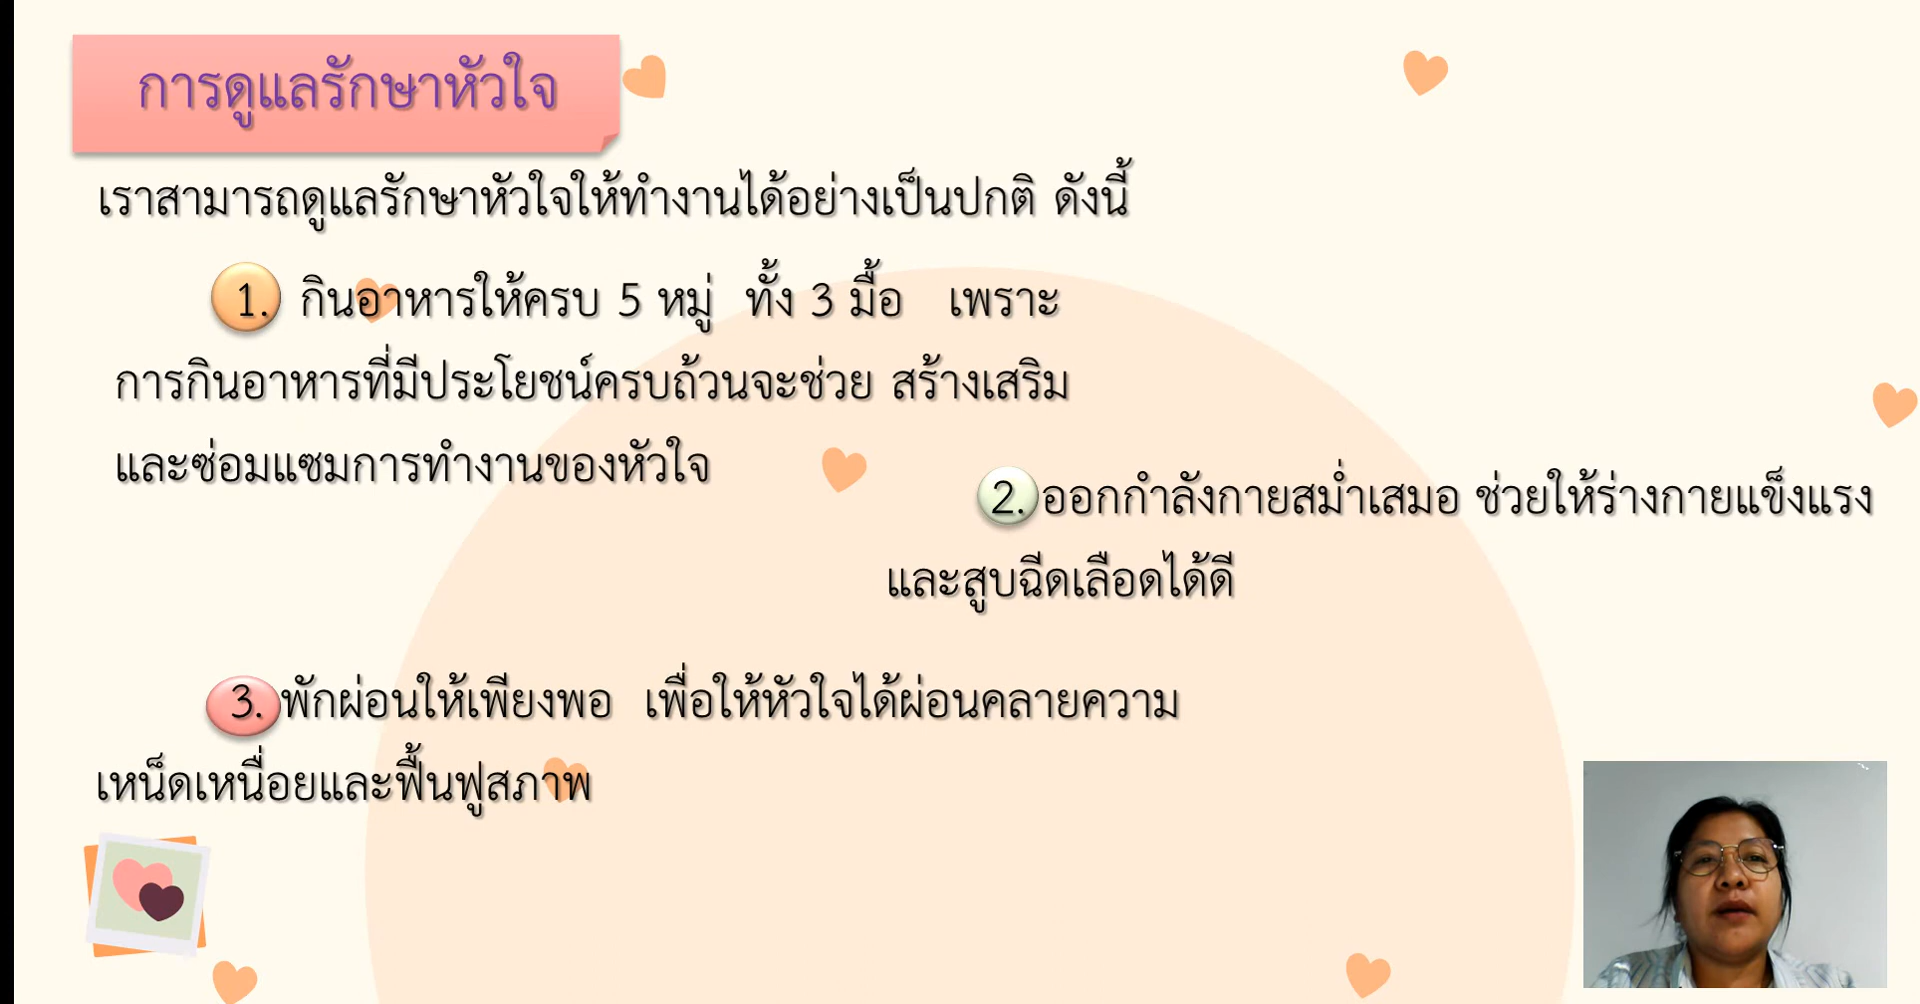 การดูแลรักษาหัวใจ
เราสามารถดูแลรักษาหัวใจให้ทำงานได้อย่างเป็นปกติ ดังนี้
1. กินอาหารให้ครบ 5 หมู่ ทั้ง 3 มื้อ เพราะ
การกินอาหารที่มีประโยชน์ครบถ้วนจะช่วย สร้างเสริม
และซ่อมแซมการทำงานของหัวใจ
2. ออกกำลังกายสม่ำเสมอ ช่วยให้ร่างกายแข็งแรง
และสูบฉีดเลือดได้ดี
3. พักผ่อนให้เพียงพอ เพื่อให้หัวใจได้ผ่อนคลายความ
เหน็ดเหนื่อยและฟื้นฟูสภาพ